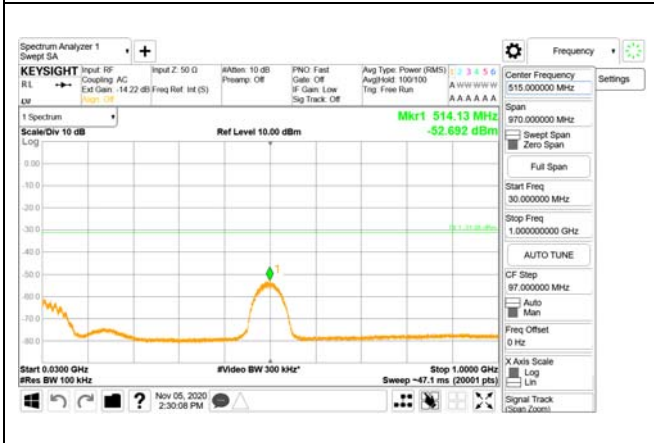 Spectrum Analyzer 1
Swept SA
+
Frequency
KEYSIGHT
Input: RF
Coupling: AC
Ext Gain: -14.22 dB
Align: Off
RL
Input Z: 50 Ω
Freq Ref: Int (S)
#Atten: 10 dB
Preamp: Off
PNO: Fast
Gate: Off
IF Gain: Low
Sig Track: Off
Avg Type: Power (RMS)
Avg|Hold: 100/100
Trig: Free Run
1 2 3 4 5 6
A W W W W W
A A A A A A
1 Spectrum
Scale/Div 10 dB
Log
Ref Level 10.00 dBm
Mkr1 514.13 MHz
-52.692 dBm
0.00
-10.0
-20.0
-30.0
-40.0
-50.0
-60.0
-70.0
-80.0
1
Start 0.0300 GHz
#Res BW 100 kHz
#Video BW 300 kHz*
Stop 1.0000 GHz
Sweep ~47.1 ms (20001 pts)
Nov 05, 2020
2:30:08 PM
Center Frequency
515.000000 MHz
Settings
Span
970.000000 MHz
Swept Span
Zero Span
Full Span
Start Freq
30.000000 MHz
Stop Freq
1.000000000 GHz
AUTO TUNE
CF Step
97.000000 MHz
Auto
Man
Freq Offset
0 Hz
X Axis Scale
Log
Lin
Signal Track
(Span Zoom)